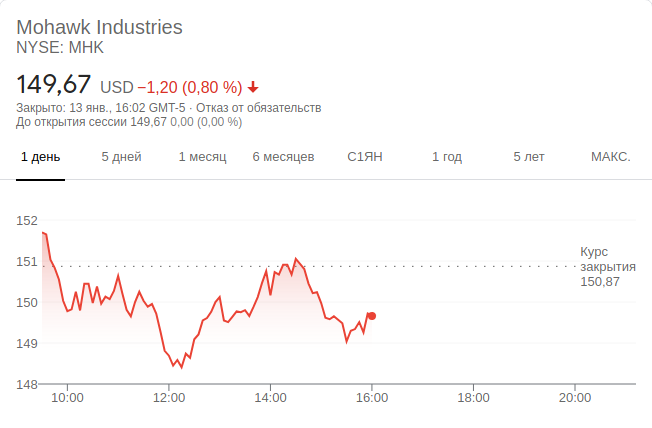 Mohawk Industries
NYSE: MHK
149,67 USD −1,20 (0,80 %)
Закрыто: 13 янв., 16:02 GMT-5 · Отказ от обязательств
До открытия сессии 149,67 0,00 (0,00 %)
1 день 5 дней 1 месяц 6 месяцев С1ЯН 1 год 5 лет МАКС.
152
151
150
149
148
Курс
закрытия
150,87
10:00 12:00 14:00 16:00 18:00 20:00